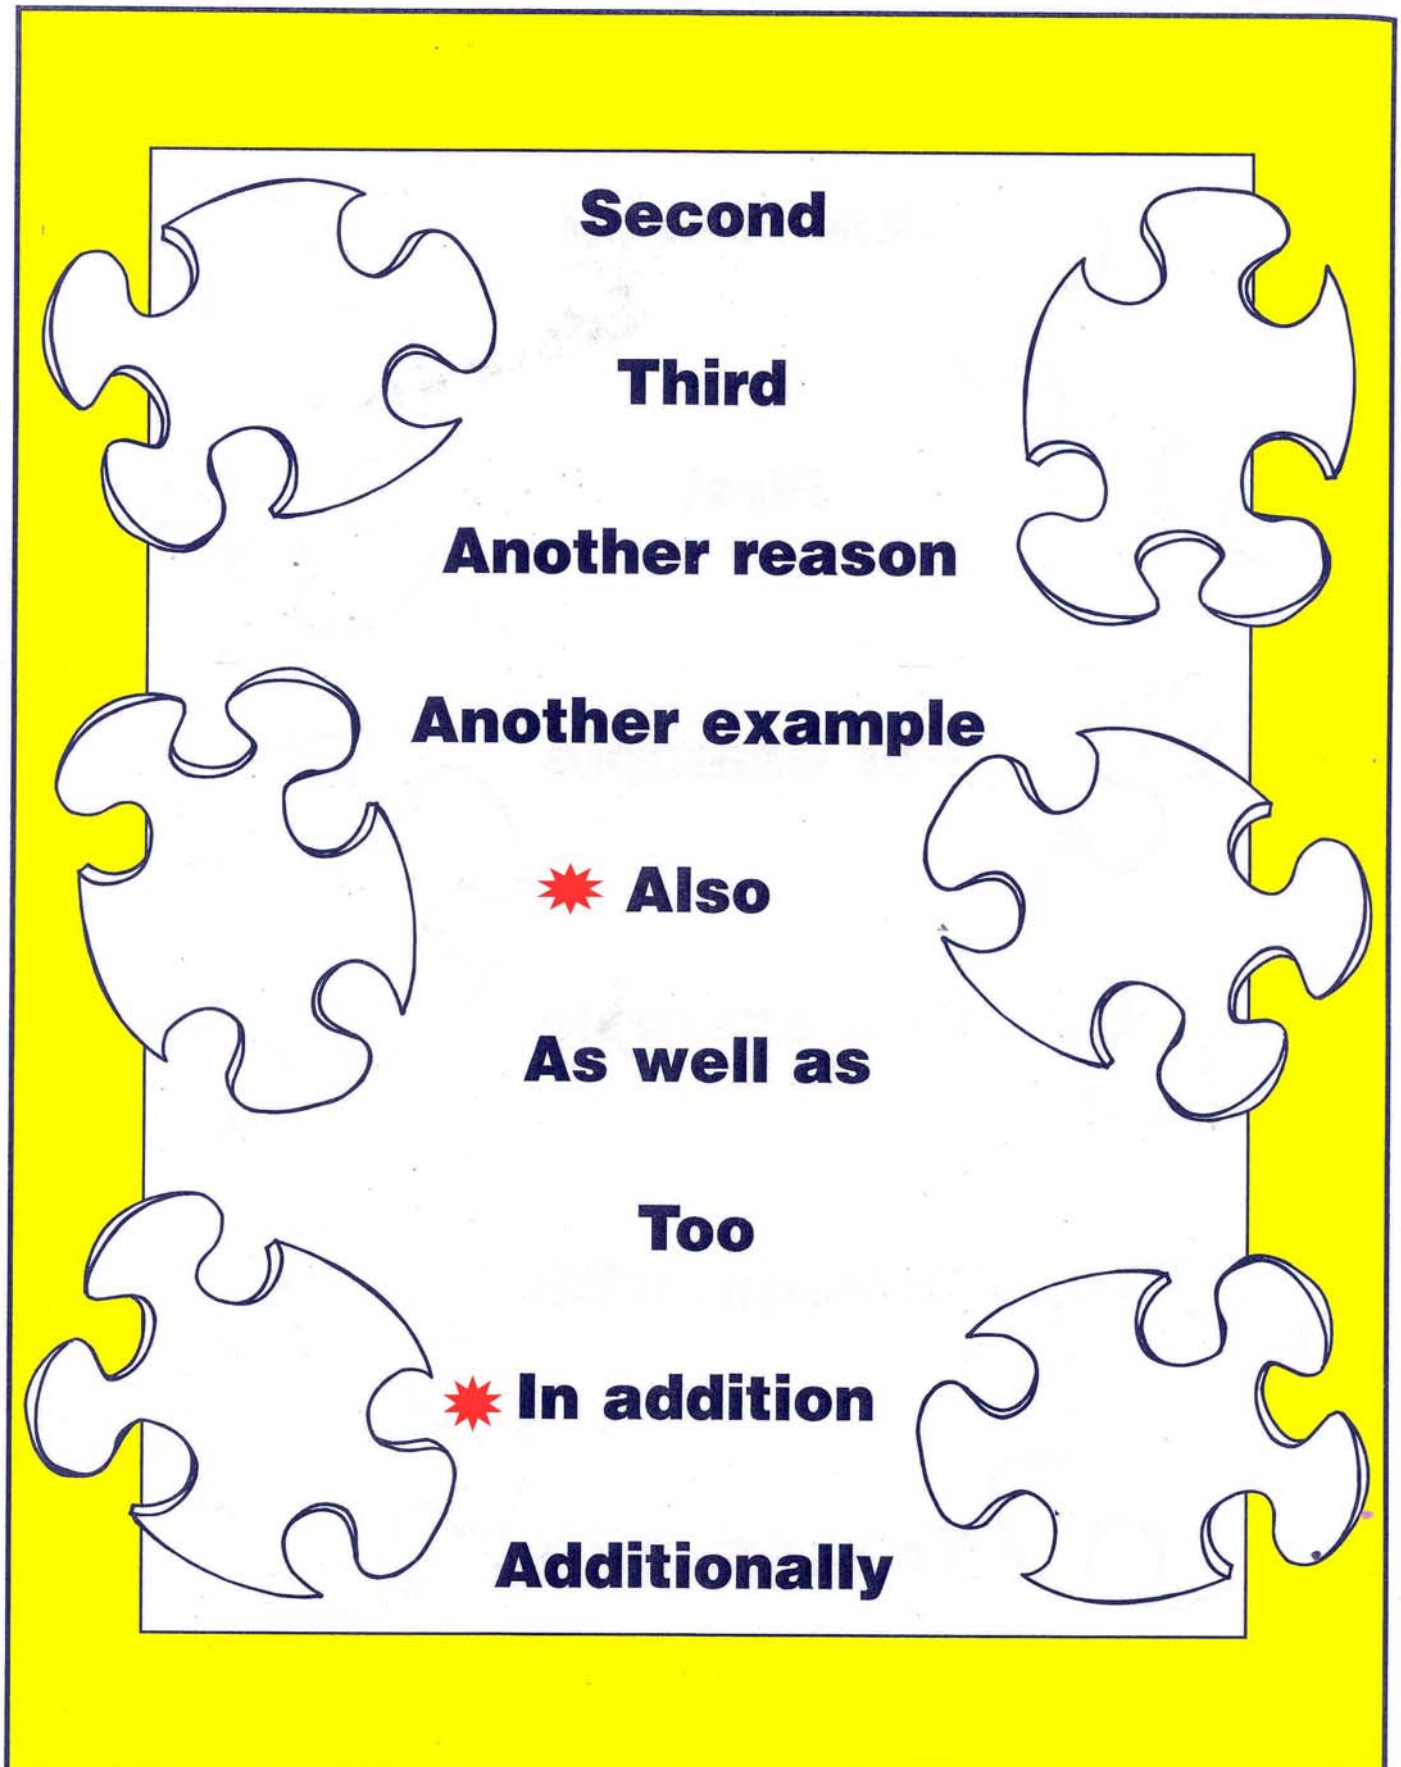 Second
Third
Another reason
Another example
Also
As well as
Too
In addition
Additionally